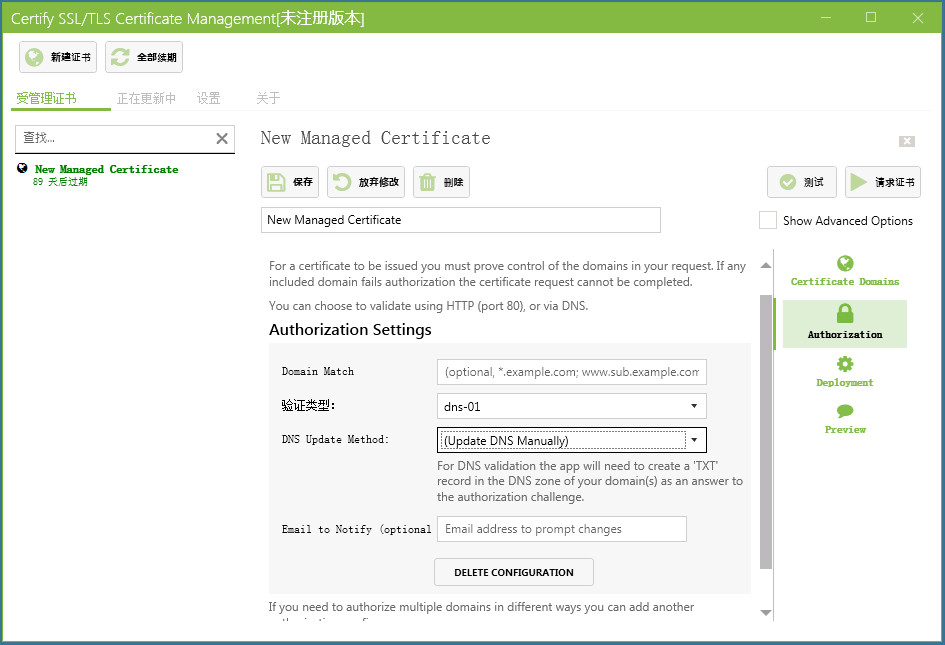 Certify SSL/TLS Certificate Management[未注册版本]
新建证书 全部续期
受管理证书 正在更新中 设置 关于
查找...
New Managed Certificate
89 天后过期
New Managed Certificate
保存 放弃修改 删除 测试 请求证书
New Managed Certificate
Show Advanced Options
For a certificate to be issued you must prove control of the domains in your request. If any
included domain fails authorization the certificate request cannot be completed.
You can choose to validate using HTTP (port 80), or via DNS.
Authorization Settings
Domain Match (optional, *.example.com; www.sub.example.com
验证类型: dns-01
DNS Update Method: (Update DNS Manually)
For DNS validation the app will need to create a 'TXT'
record in the DNS zone of your domain(s) as an answer to
the authorization challenge.
Email to Notify (optional Email address to prompt changes
DELETE CONFIGURATION
If you need to authorize multiple domains in different ways you can add another
Certificate Domains
Authorization
Deployment
Preview